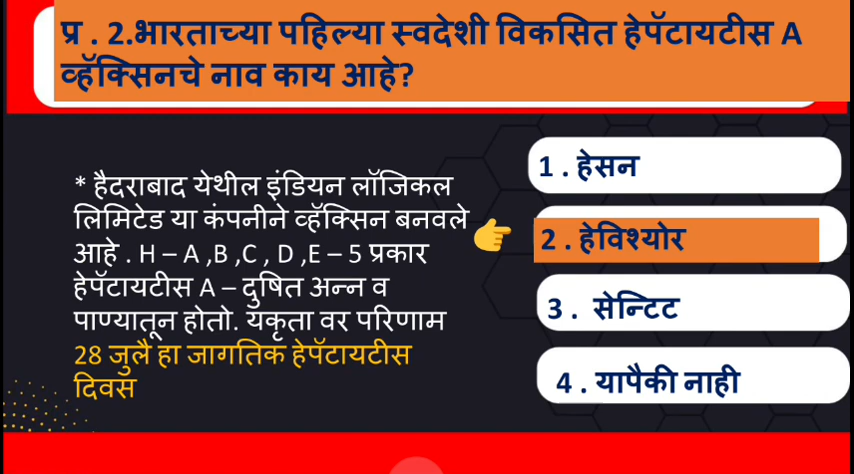 प्र . 2.भारताच्या पहिल्या स्वदेशी विकसित हेपॅटायटीस A
व्हॅक्सिनचे नाव काय आहे?
* हैदराबाद येथील इंडियन लॉजिकल
लिमिटेड या कंपनीने व्हॅक्सिन बनवले
आहे . H – A ,B ,C , D ,E – 5 प्रकार
हेपॅटायटीस A – दुषित अन्न व
पाण्यातून होतो. यकृता वर परिणाम
28 जुलै हा जागतिक हेपॅटायटीस
दिवस
1 . हेसन
2 . हेविश्योर
3 . सेन्टिट
4 . यापैकी नाही